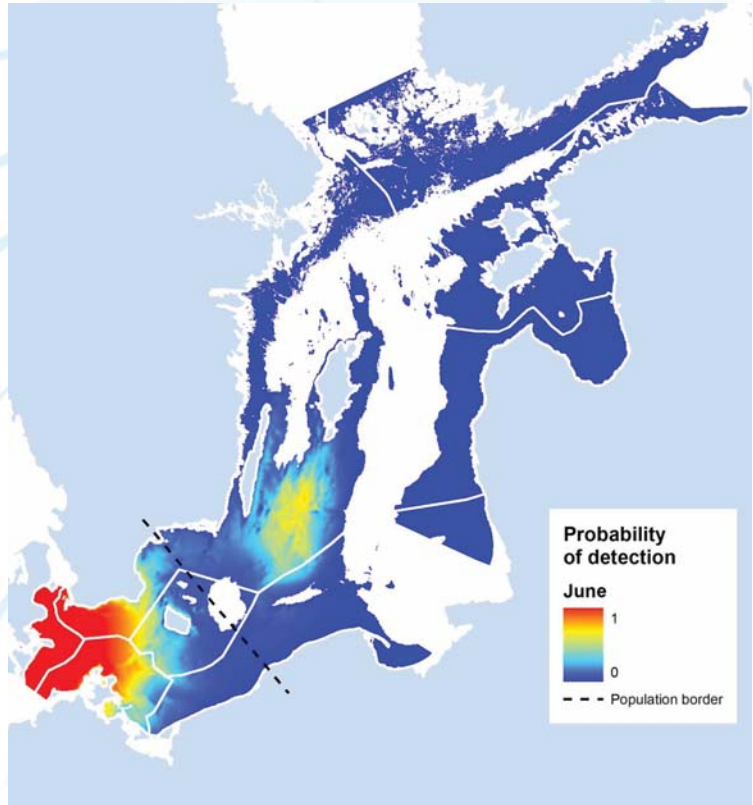 Probability
of detection
June
1
0
Population border